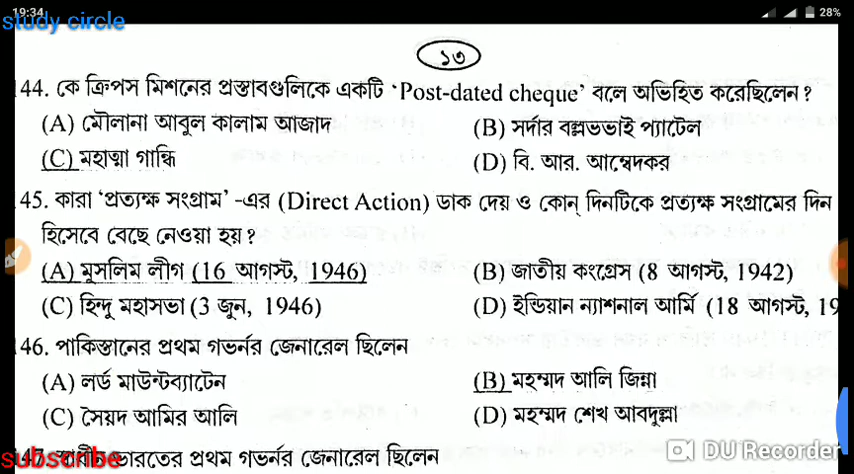 19:34
28%
study circle
১৩
144. কে ক্রিপস মিশনের প্রস্তাবগুলিকে একটি ‘Post-dated cheque’ বলে অভিহিত করেছিলেন?
(A) মৌলানা আবুল কালাম আজাদ (B) সর্দার বল্লভভাই প্যাটেল
(C) মহাত্মা গান্ধি (D) বি. আর. আম্বেদকর
45. কারা ‘প্রত্যক্ষ সংগ্রাম’ -এর (Direct Action) ডাক দেয় ও কোন্ দিনটিকে প্রত্যক্ষ সংগ্রামের দিন
হিসেবে বেছে নেওয়া হয়?
(A) মুসলিম লীগ (16 আগস্ট, 1946) (B) জাতীয় কংগ্রেস (8 আগস্ট, 1942)
(C) হিন্দু মহাসভা (3 জুন, 1946) (D) ইন্ডিয়ান ন্যাশনাল আর্মি (18 আগস্ট, 19
146. পাকিস্তানের প্রথম গভর্নর জেনারেল ছিলেন
(A) লর্ড মাউন্টব্যাটেন (B) মহম্মদ আলি জিন্না
(C) সৈয়দ আমির আলি (D) মহম্মদ শেখ আবদুল্লা
147. ভারতের প্রথম গভর্নর জেনারেল ছিলেন
subscribe
DU Recorder